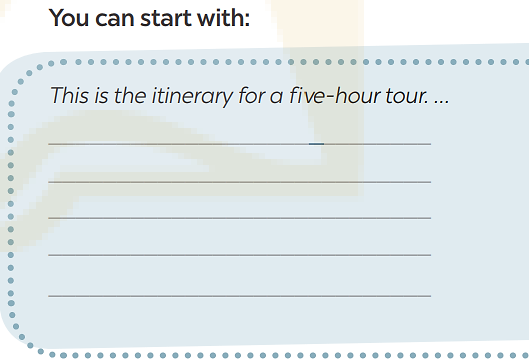 You can start with:
This is the itinerary for a five-hour tour. ...